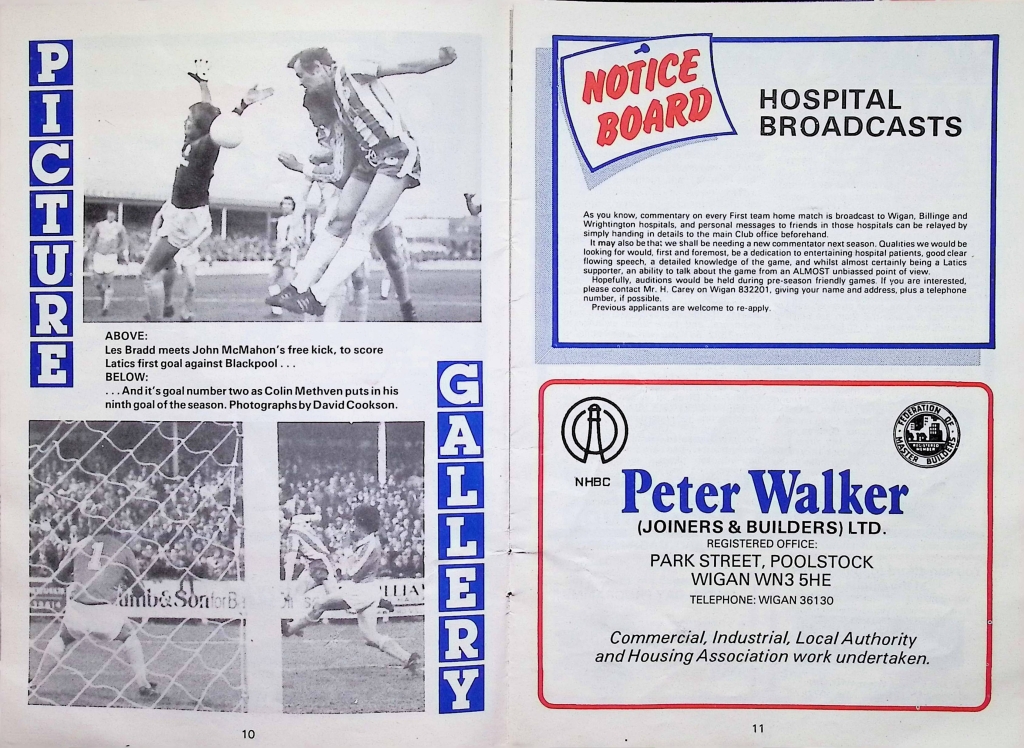 PICTURE
ABOVE:
Les Bradd meets John McMahon's free kick, to score
Latics first goal against Blackpool . . .
BELOW:
. . . And it's goal number two as Colin Methven puts in his
ninth goal of the season. Photographs by David Cookson.
GALLERY
1
umb&Son for B
10
NOTICE
BOARD
HOSPITAL
BROADCASTS
As you know, commentary on every First team home match is broadcast to Wigan, Billinge and
Wrightington hospitals, and personal messages to friends in those hospitals can be relayed by
simply handing in details to the main Club office beforehand.
It may also be that we shall be needing a new commentator next season. Qualities we would be
looking for would, first and foremost, be a dedication to entertaining hospital patients, good clear
flowing speech, a detailed knowledge of the game, and whilst almost certainly being a Latics
supporter, an ability to talk about the game from an ALMOST unbiassed point of view.
Hopefully, auditions would be held during pre-season friendly games. If you are interested,
please contact Mr. H. Carey on Wigan 832201, giving your name and address, plus a telephone
number, if possible.
Previous applicants are welcome to re-apply.
NHBC
FEDERATION OF
MASTER BUILDERS
REGISTERED
MEMBER
Peter Walker
(JOINERS & BUILDERS) LTD.
REGISTERED OFFICE:
PARK STREET, POOLSTOCK
WIGAN WN3 5HE
TELEPHONE: WIGAN 36130
Commercial, Industrial, Local Authority
and Housing Association work undertaken.
11